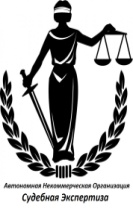 Автономная Некоммерческая Организация
Судебная Экспертиза